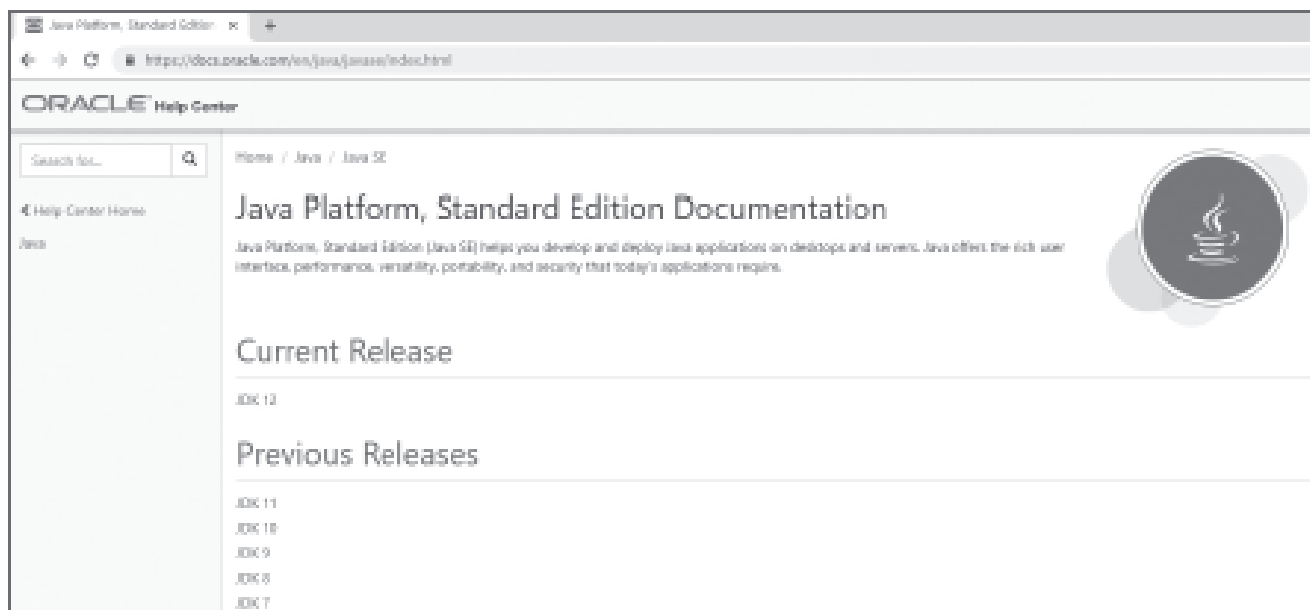 Java Platform, Standard Edition
https://docs.oracle.com/en/java/javase/index.html
ORACLE Help Center
Search for...
Home / Java / Java SE
Help Center Home
Java
Java Platform, Standard Edition Documentation
Java Platform, Standard Edition (Java SE) helps you develop and deploy Java applications on desktops and servers. Java offers the rich user
interface, performance, versatility, portability, and security that today's applications require.
Current Release
JDK 12
Previous Releases
JDK 11
JDK 10
JDK 9
JDK 8
JDK 7